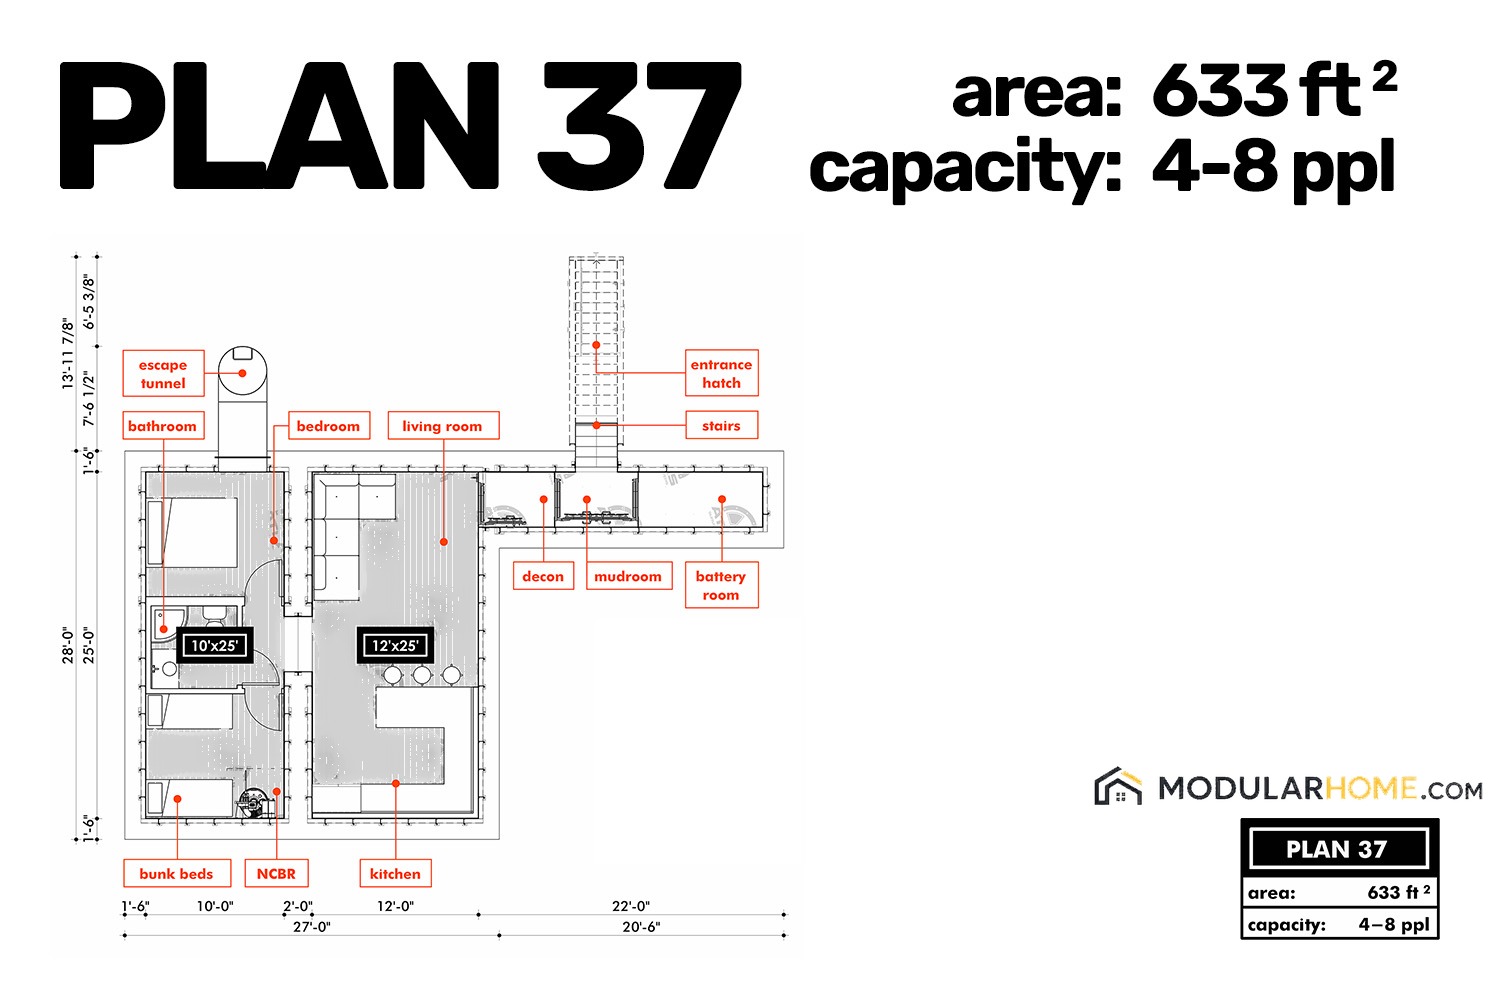 PLAN 37
area: 633 ft 2
capacity: 4-8 ppl
13'-11 7/8"
6'-5 3/8"
7'-6 1/2"
1'-6"
28'-0"
25'-0"
1'-6"
escape
tunnel
entrance
hatch
bathroom
bedroom
living room
stairs
decon
mudroom
battery
room
10'x25'
12'x25'
bunk beds
NCBR
kitchen
1'-6"
10'-0"
2'-0"
12'-0"
22'-0"
27'-0"
20'-6"
MODULARHOME.COM
PLAN 37
area: 633 ft 2
capacity: 4–8 ppl